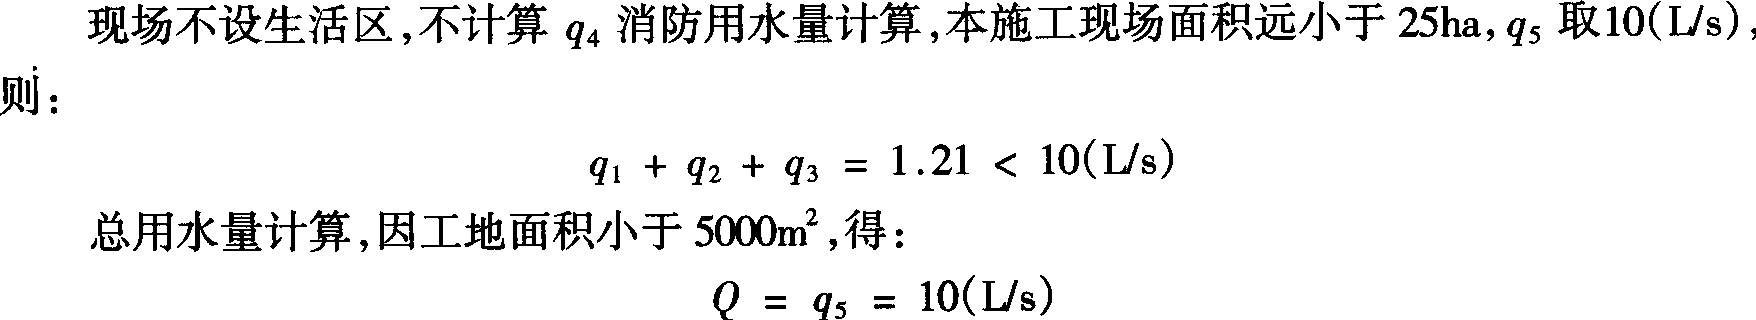 现场不设生活区,不计算 q₄ 消防用水量计算,本施工现场面积远小于 25ha, q₅ 取10(L/s),
则:
q₁ + q₂ + q₃ = 1.21 < 10(L/s)
总用水量计算,因工地面积小于 5000m²,得:
Q = q₅ = 10(L/s)